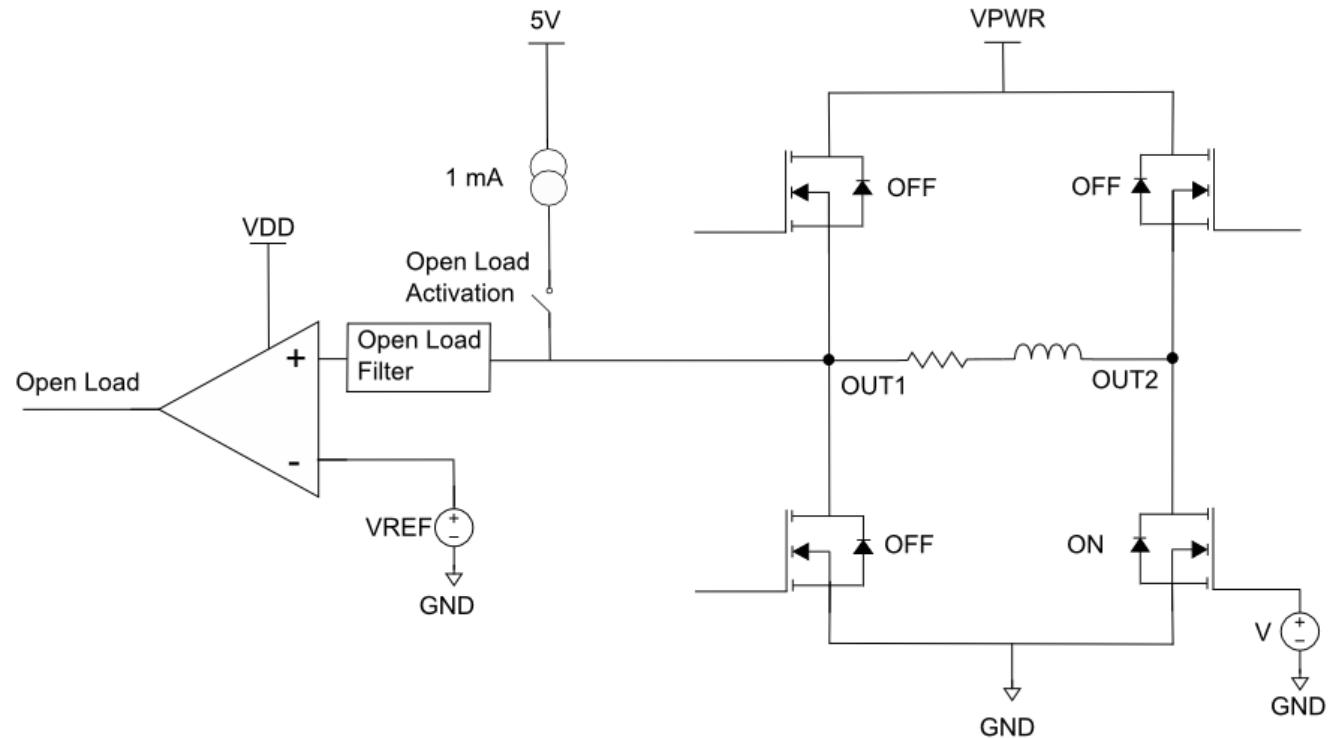 5V
VPWR
1 mA
OFF
OFF
VDD
Open Load
Activation
+
Open Load
Filter
Open Load
OUT1
OUT2
-
VREF
+
−
OFF
ON
GND
V
+
−
GND
GND